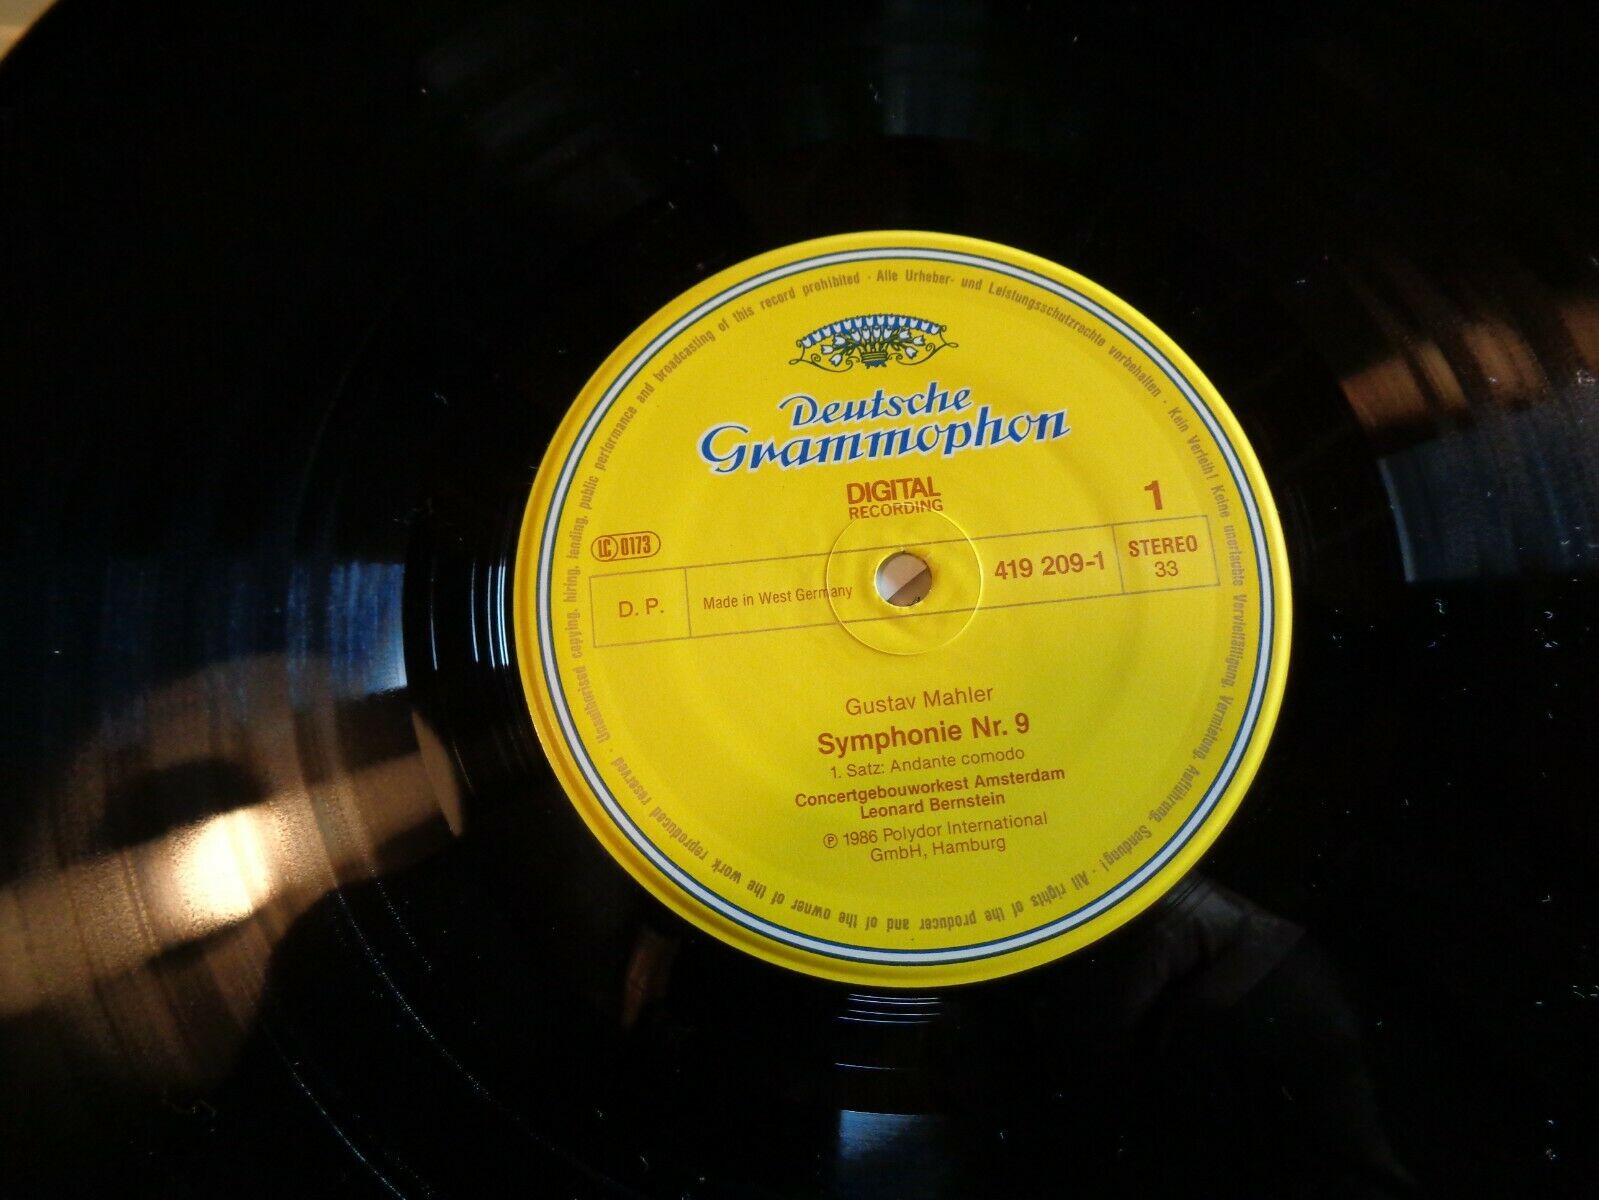 Deutsche
Grammophon
DIGITAL
RECORDING
1
LC 0173
D. P.
Made in West Germany
419 209-1
STEREO
33
Gustav Mahler
Symphonie Nr. 9
1. Satz: Andante comodo
Concertgebouworkest Amsterdam
Leonard Bernstein
℗ 1986 Polydor International
GmbH, Hamburg
Alle Urheber- und Leistungsschutzrechte vorbehalten · Kein Verleih! Keine unerlaubte Vervielfältigung, Vermietung, Aufführung, Sendung! · All rights of the producer and of the owner of the work reproduced reserved · Unauthorised copying, hiring, lending, public performance and broadcasting of this record prohibited ·